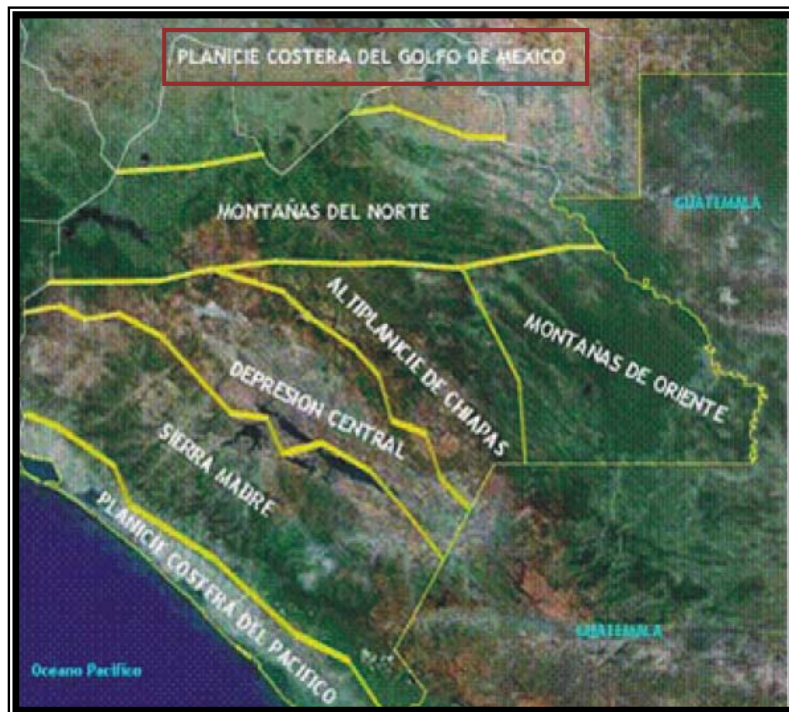 PLANICIE COSTERA DEL GOLFO DE MEXICO
MONTAÑAS DEL NORTE
GUATEMALA
ALTIPLANICIE DE CHIAPAS
MONTAÑAS DE ORIENTE
DEPRESION CENTRAL
SIERRA MADRE
PLANICIE COSTERA DEL PACIFICO
GUATEMALA
Oceano Pacífico